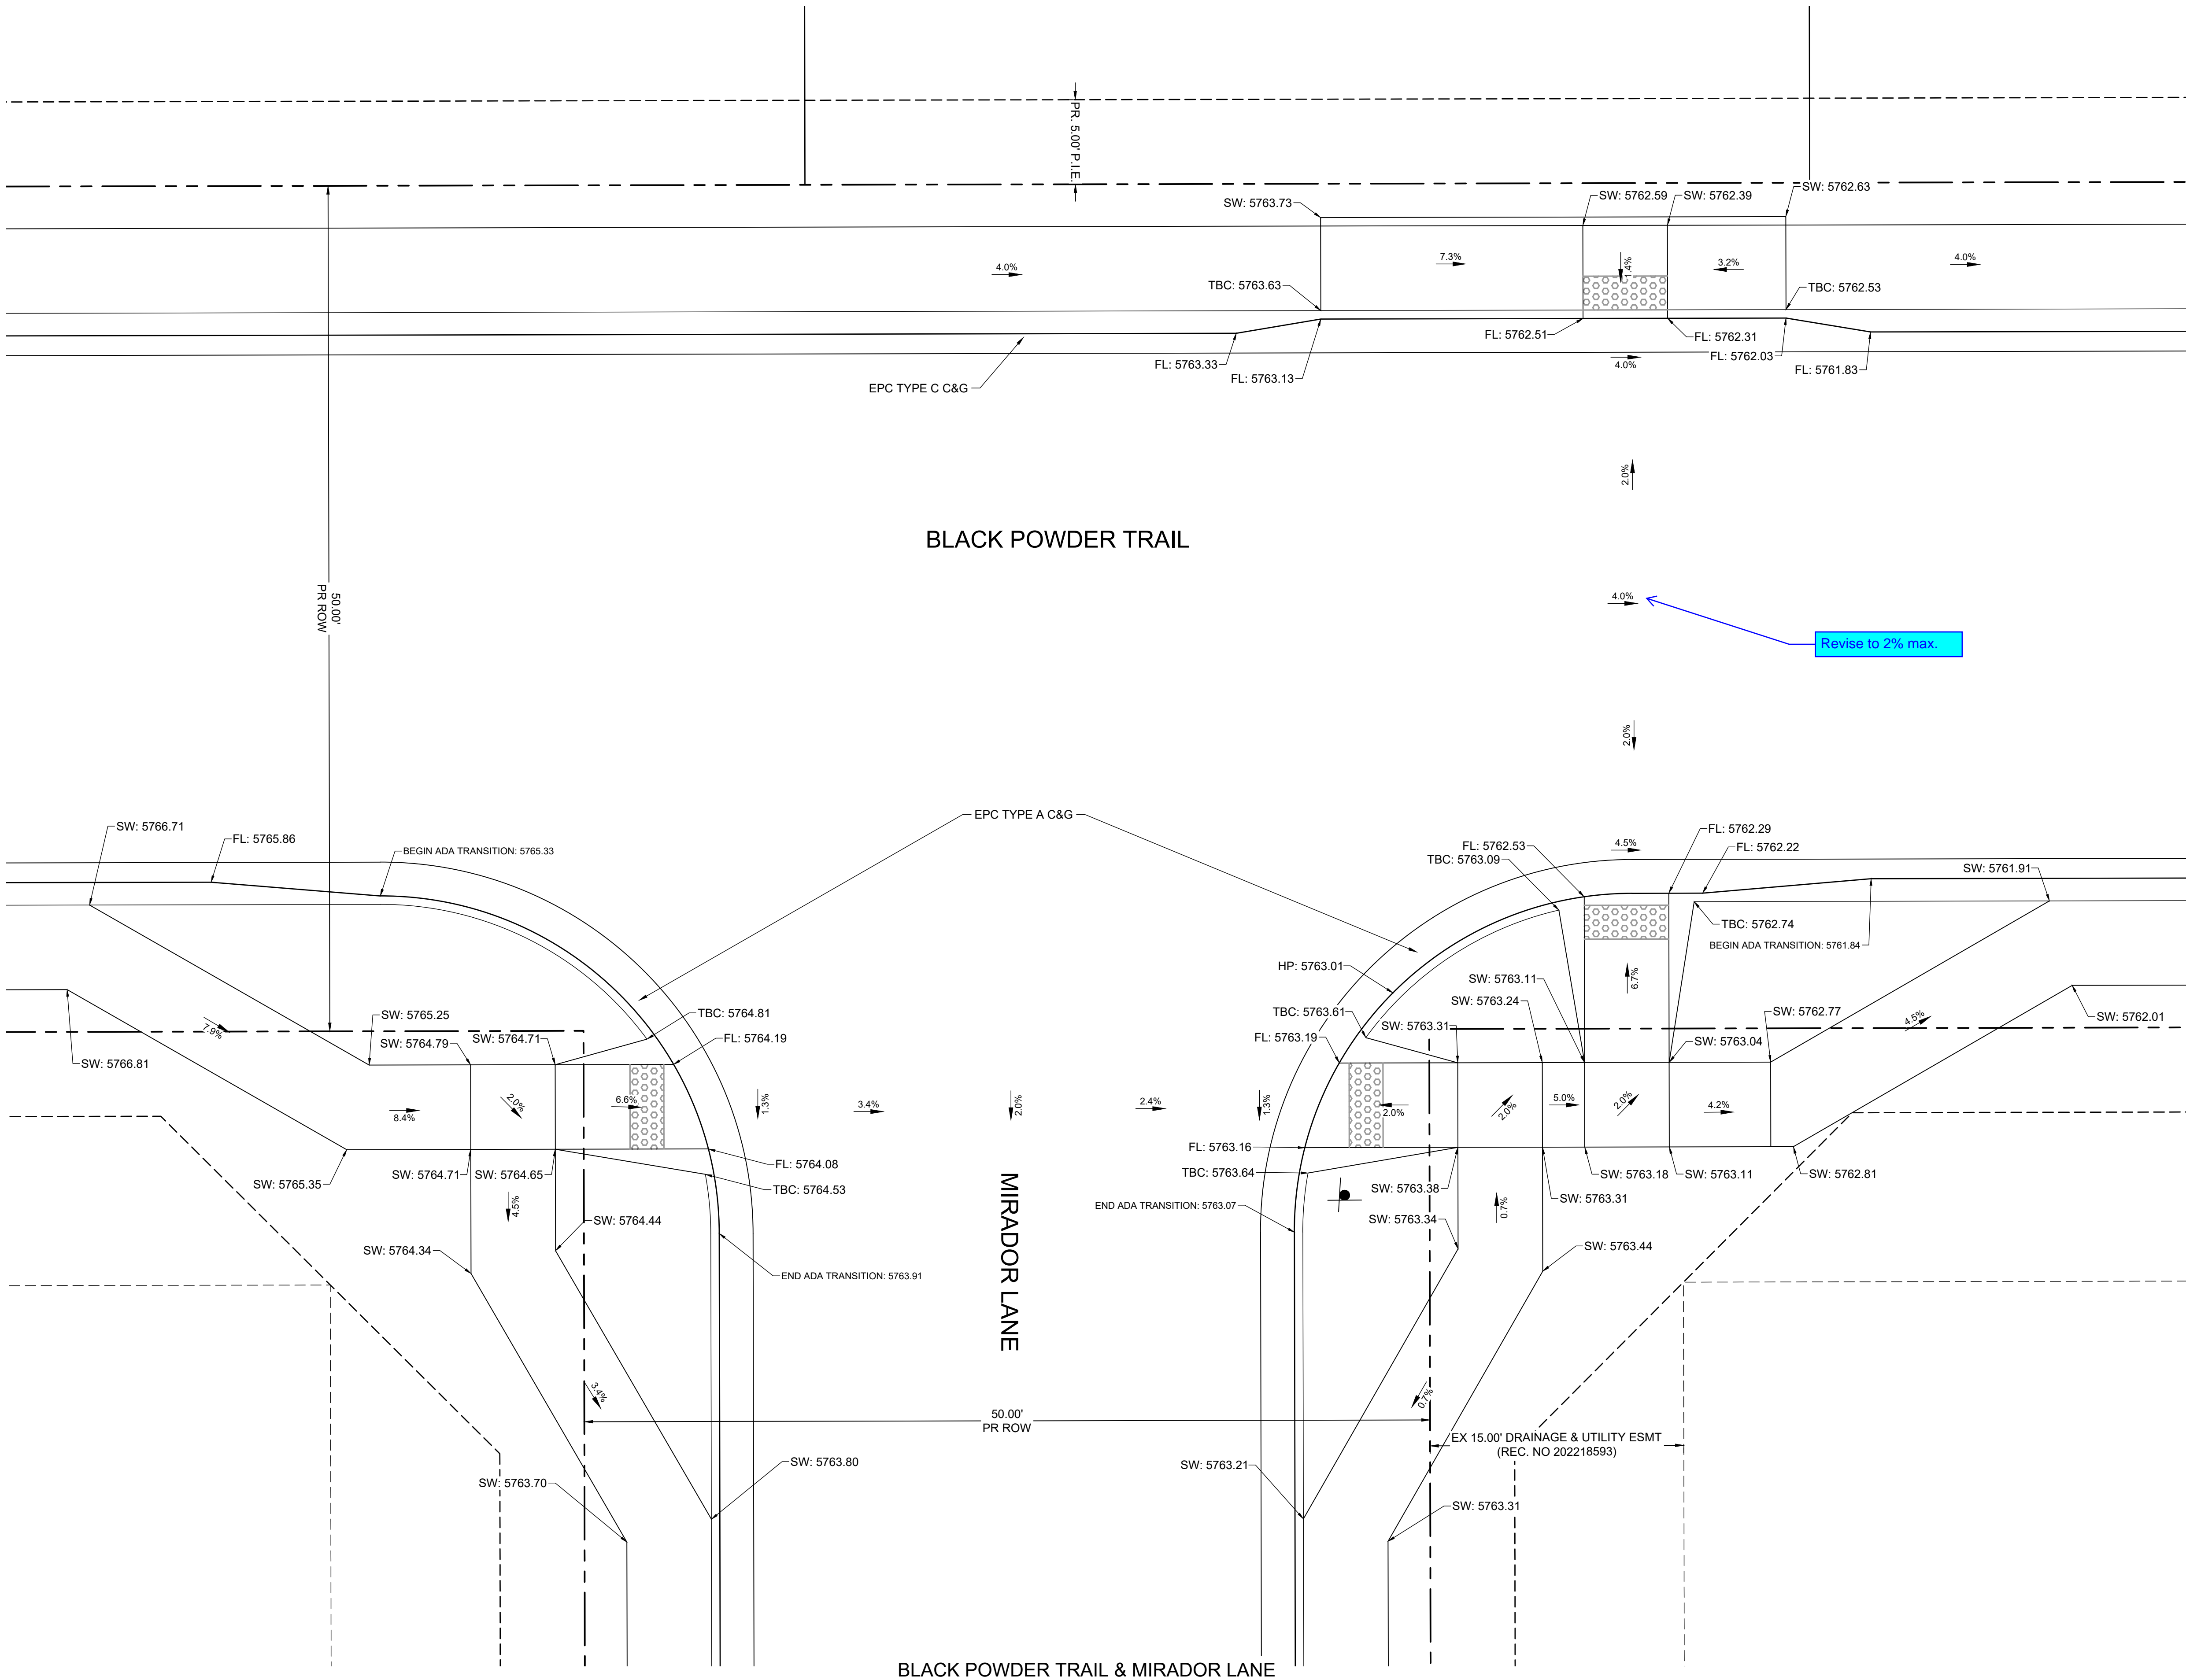 PR. 5.00' P.I.E.
SW: 5763.73
SW: 5762.59
SW: 5762.39
SW: 5762.63
4.0%
7.3%
1.4%
3.2%
4.0%
TBC: 5763.63
TBC: 5762.53
FL: 5762.51
FL: 5762.31
FL: 5762.03
FL: 5763.33
FL: 5763.13
4.0%
FL: 5761.83
EPC TYPE C C&G
2.0%
BLACK POWDER TRAIL
50.00'
PR ROW
4.0%
Revise to 2% max.
2.0%
EPC TYPE A C&G
SW: 5766.71
FL: 5765.86
BEGIN ADA TRANSITION: 5765.33
FL: 5762.53
TBC: 5763.09
4.5%
FL: 5762.29
FL: 5762.22
SW: 5761.91
TBC: 5762.74
BEGIN ADA TRANSITION: 5761.84
HP: 5763.01
SW: 5763.11
6.7%
SW: 5763.24
TBC: 5763.61
SW: 5763.31
FL: 5763.19
SW: 5762.77
4.5%
SW: 5762.01
SW: 5763.04
7.9%
SW: 5765.25
SW: 5764.79
SW: 5764.71
TBC: 5764.81
FL: 5764.19
SW: 5766.81
8.4%
2.0%
6.6%
1.3%
3.4%
2.0%
2.4%
1.3%
2.0%
2.0%
5.0%
2.0%
4.2%
FL: 5763.16
FL: 5764.08
TBC: 5764.53
SW: 5765.35
SW: 5764.71
SW: 5764.65
4.5%
SW: 5764.44
SW: 5764.34
END ADA TRANSITION: 5763.91
MIRADOR LANE
TBC: 5763.64
SW: 5763.38
END ADA TRANSITION: 5763.07
SW: 5763.34
0.7%
SW: 5763.31
SW: 5763.18
SW: 5763.11
SW: 5762.81
SW: 5763.44
3.4%
0.7%
50.00'
PR ROW
EX 15.00' DRAINAGE & UTILITY ESMT
(REC. NO 202218593)
SW: 5763.70
SW: 5763.80
SW: 5763.21
SW: 5763.31
BLACK POWDER TRAIL & MIRADOR LANE